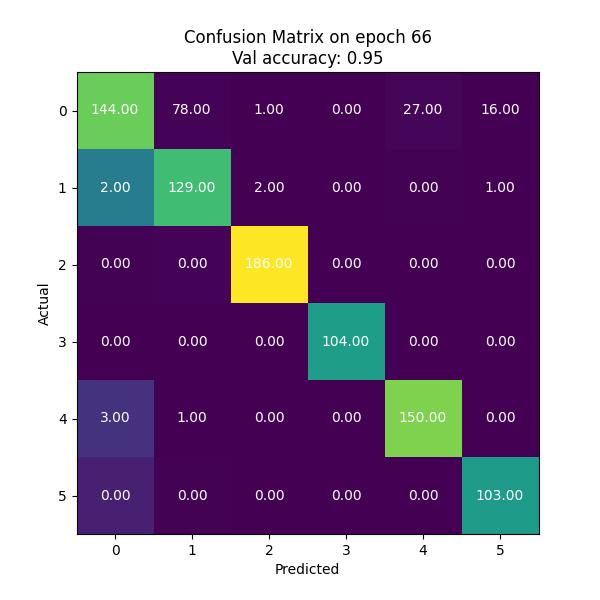 Confusion Matrix on epoch 66
Val accuracy: 0.95
0 144.00 78.00 1.00 0.00 27.00 16.00
1 2.00 129.00 2.00 0.00 0.00 1.00
2 0.00 0.00 186.00 0.00 0.00 0.00
3 0.00 0.00 0.00 104.00 0.00 0.00
4 3.00 1.00 0.00 0.00 150.00 0.00
5 0.00 0.00 0.00 0.00 0.00 103.00
Actual
0 1 2 3 4 5
Predicted